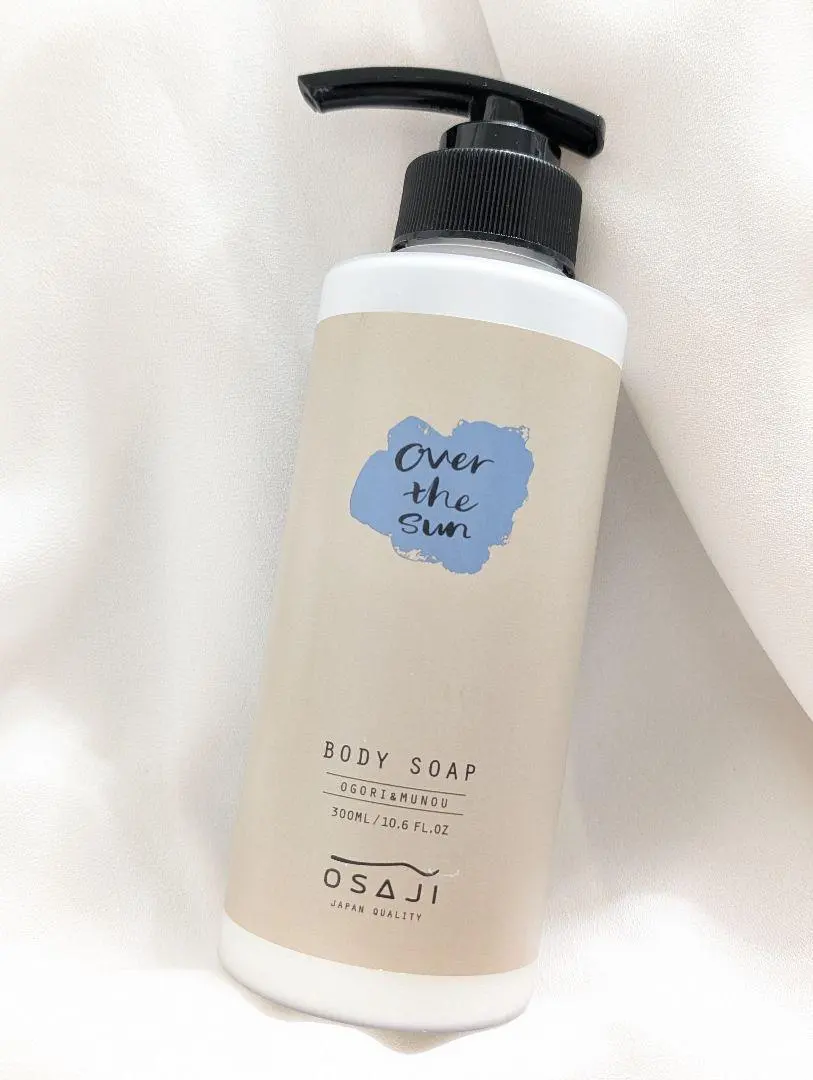 Over
the
sun
BODY SOAP
OGORI&MUNOU
300ML/10.6 FL.OZ
OSAJI
JAPAN QUALITY